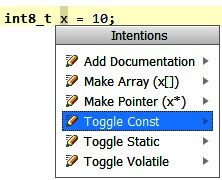 int8_t x = 10;
Intentions
Add Documentation
Make Array (x[])
Make Pointer (x*)
Toggle Const
Toggle Static
Toggle Volatile